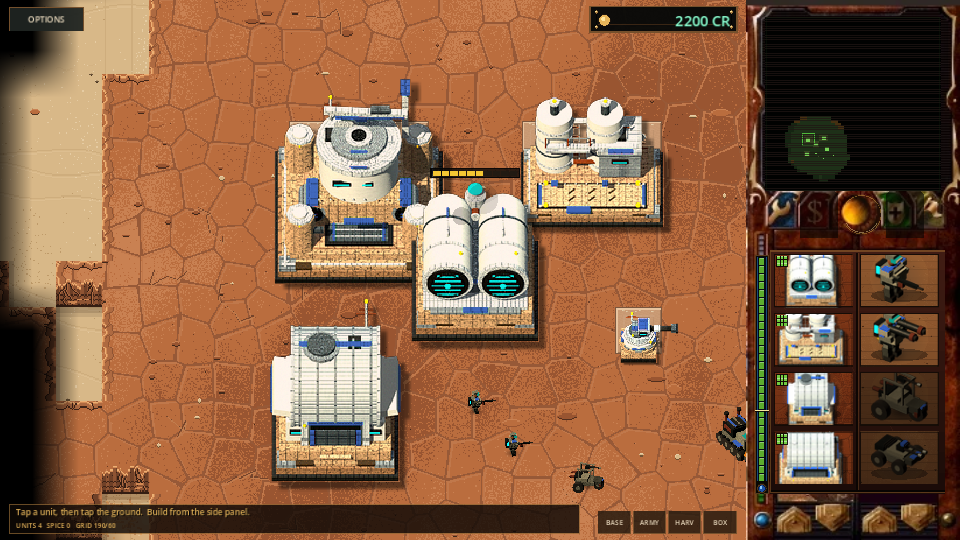 OPTIONS
2200 CR
Tap a unit, then tap the ground. Build from the side panel.
UNITS 4 SPICE 0 GRID 190/80
BASE
ARMY
HARV
BOX